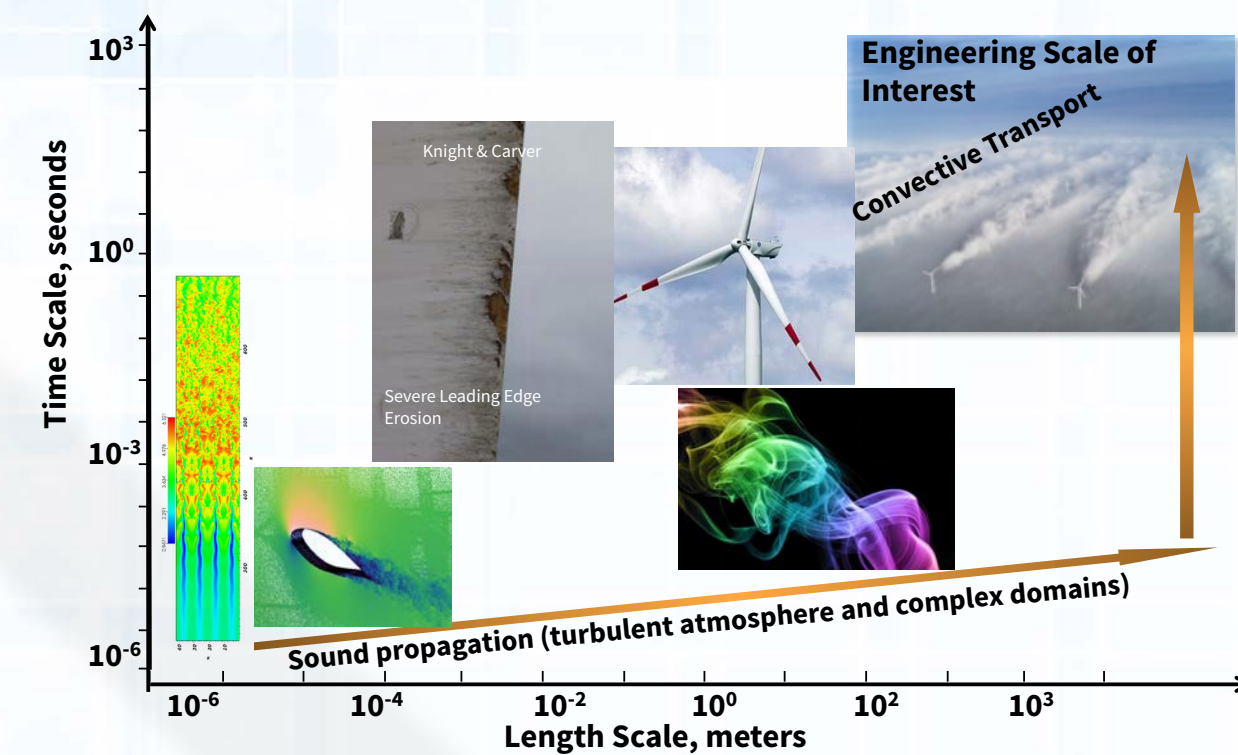 10³
10⁰
10⁻³
10⁻⁶
Time Scale, seconds
Engineering Scale of
Interest
Convective Transport
Knight & Carver
Severe Leading Edge
Erosion
Sound propagation (turbulent atmosphere and complex domains)
10⁻⁶
10⁻⁴
10⁻²
10⁰
10²
10³
Length Scale, meters